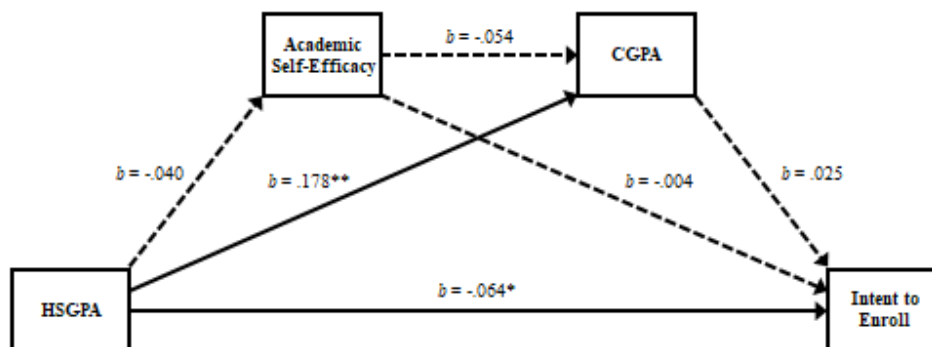 b = -.054
Academic
Self-Efficacy
CGPA
b = -.040
b = .178**
b = -.004
b = .025
b = -.064*
HSGPA
Intent to
Enroll